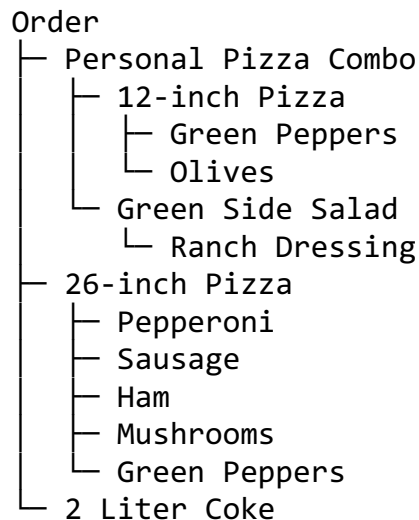 Order
├─ Personal Pizza Combo
│  ├─ 12-inch Pizza
│  │  ├─ Green Peppers
│  │  └─ Olives
│  └─ Green Side Salad
│     └─ Ranch Dressing
├─ 26-inch Pizza
│  ├─ Pepperoni
│  ├─ Sausage
│  ├─ Ham
│  ├─ Mushrooms
│  └─ Green Peppers
└─ 2 Liter Coke